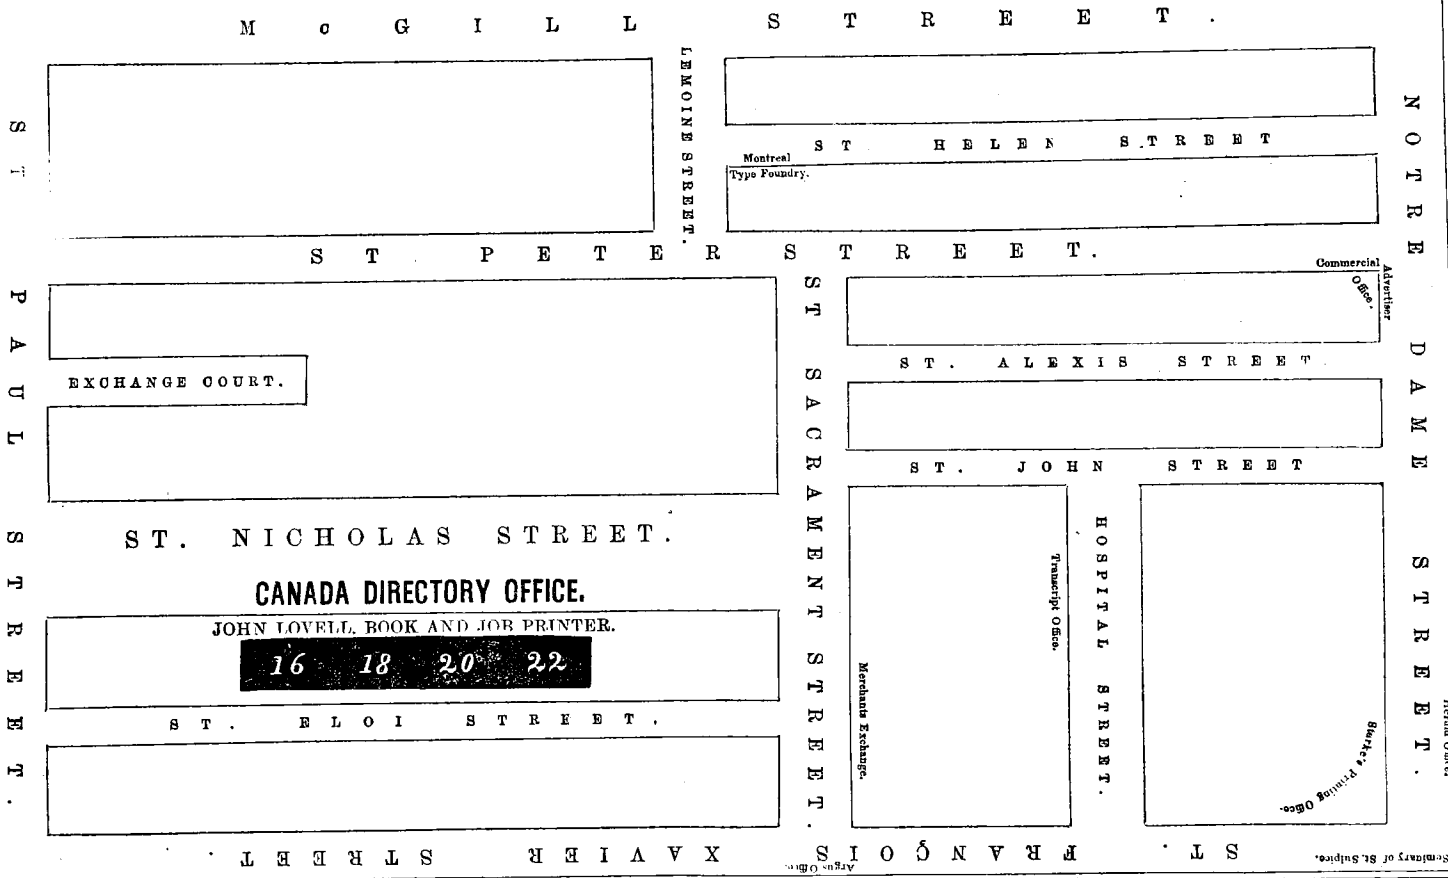 McGILL STREET.
LEMOINE STREET.
ST. HELEN STREET
Montreal
Type Foundry.
NOTRE DAME STREET.
ST. PETER STREET.
Commercial
Advertiser
Office.
ST PAUL STREET.
EXCHANGE COURT.
ST SACRAMENT STREET.
ST. ALEXIS STREET.
ST. JOHN STREET
ST. NICHOLAS STREET.
CANADA DIRECTORY OFFICE.
JOHN LOVELL, BOOK AND JOB PRINTER.
16 18 20 22
ST. ELOI STREET.
HOSPITAL STREET.
Transcript Office.
Merchants Exchange.
Starke's Printing Office.
ST. FRANÇOIS XAVIER STREET.
Argus Office.
Seminary of St. Sulpice.